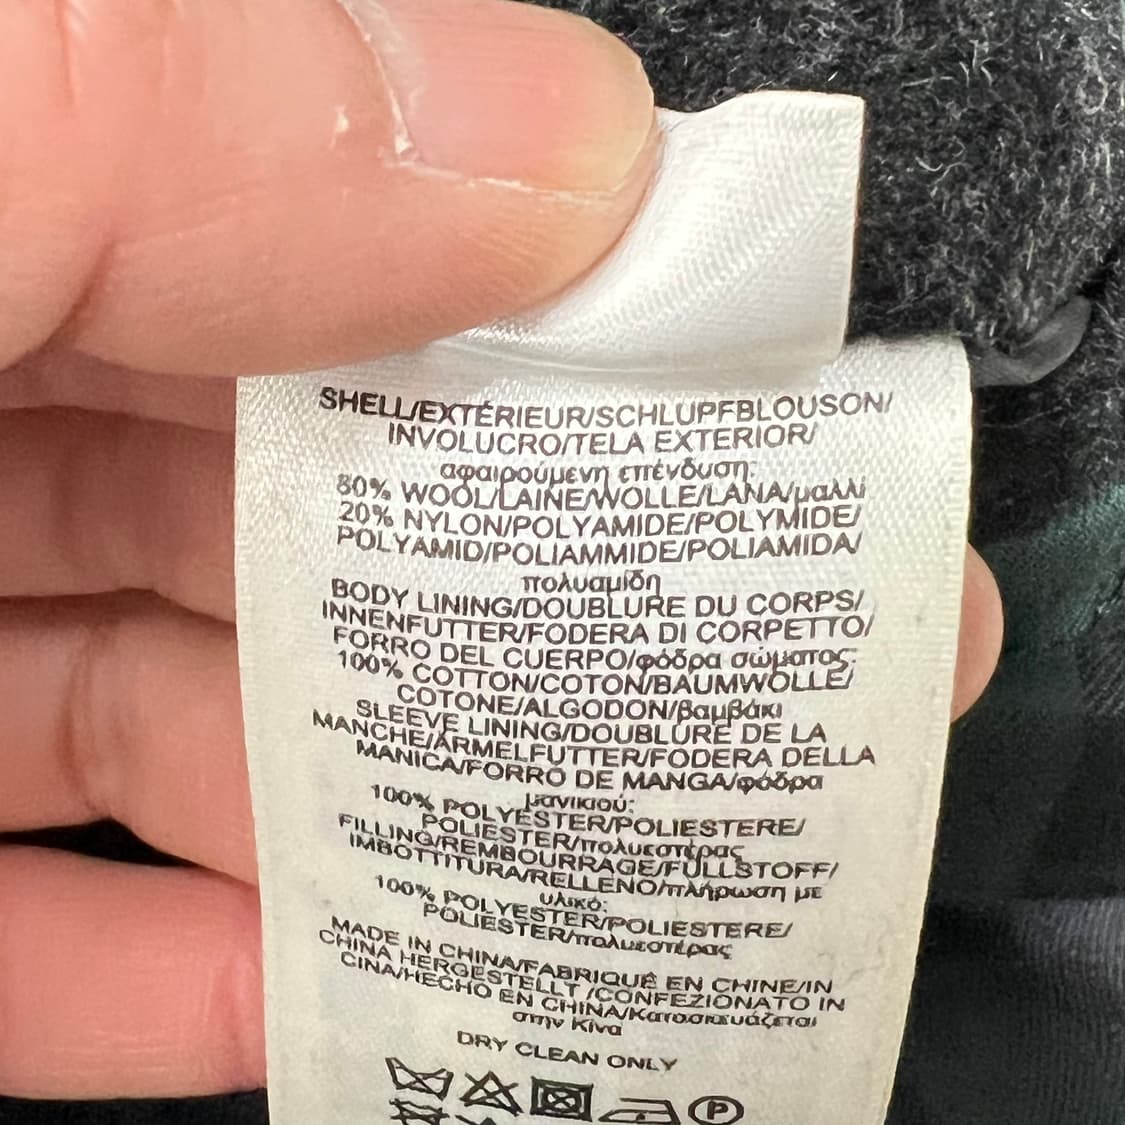 SHELL/EXTÉRIEUR/SCHLUPFBLOUSON/
INVOLUCRO/TELA EXTERIOR/
αφαιρούμενη επένδυση:
80% WOOL/LAINE/WOLLE/LANA/μαλλί
20% NYLON/POLYAMIDE/POLYMIDE/
POLYAMID/POLIAMMIDE/POLIAMIDA/
πολυαμίδη
BODY LINING/DOUBLURE DU CORPS/
INNENFUTTER/FODERA DI CORPETTO/
FORRO DEL CUERPO/φόδρα σώματος:
100% COTTON/COTON/BAUMWOLLE/
COTONE/ALGODON/βαμβάκι
SLEEVE LINING/DOUBLURE DE LA
MANCHE/ÄRMELFUTTER/FODERA DELLA
MANICA/FORRO DE MANGA/φόδρα
μανικιού:
100% POLYESTER/POLIESTERE/
POLIESTER/πολυεστέρας
FILLING/REMBOURRAGE/FÜLLSTOFF/
IMBOTTITURA/RELLENO/πλήρωση με
υλικό:
100% POLYESTER/POLIESTERE/
POLIESTER/πολυεστέρας
MADE IN CHINA/FABRIQUÉ EN CHINE/IN
CHINA HERGESTELLT /CONFEZIONATO IN
CINA/HECHO EN CHINA/Κατασκευάζεται
στην Κίνα
DRY CLEAN ONLY
P